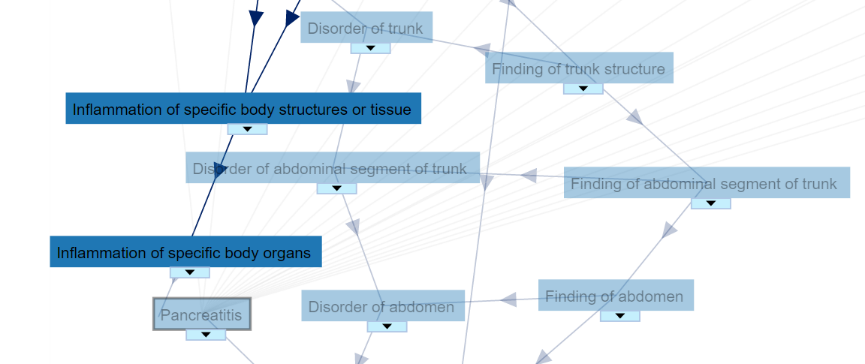 Disorder of trunk
Finding of trunk structure
Inflammation of specific body structures or tissue
Disorder of abdominal segment of trunk
Finding of abdominal segment of trunk
Inflammation of specific body organs
Disorder of abdomen
Finding of abdomen
Pancreatitis